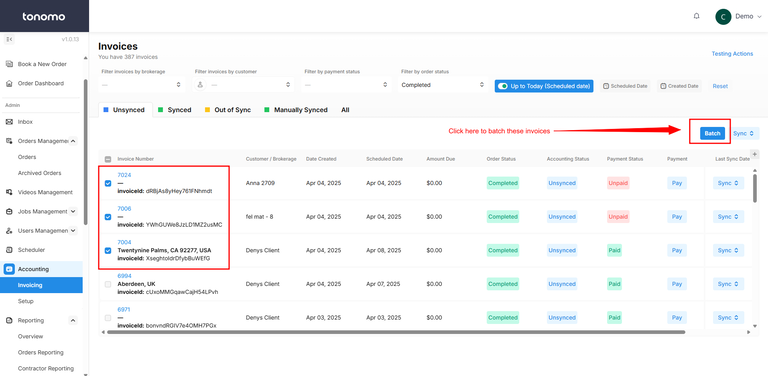 tonomo
C
Demo
v1.0.13
Book a New Order
Order Dashboard
Admin
Inbox
Orders Managemen
Orders
Archived Orders
Videos Management
Jobs Management
Users Managemen
Scheduler
Accounting
Invoicing
Setup
Reporting
Overview
Orders Reporting
Contractor Reporting
Invoices
You have 387 invoices
Testing Actions
Filter invoices by brokerage
Filter invoices by customer
Filter by payment status
Filter by order status
Completed
Up to Today (Scheduled date)
Scheduled Date
Created Date
Reset
Unsynced
Synced
Out of Sync
Manually Synced
All
Click here to batch these invoices
Batch
Sync
Invoice Number Customer / Brokerage Date Created Scheduled Date Amount Due Order Status Accounting Status Payment Status Payment Last Sync Date
7024
—
invoiceId: dRBjAs8yHey761FNhmdt
Anna 2709 Apr 04, 2025 Apr 04, 2025 $0.00 Completed Unsynced Unpaid Pay Sync
7006
—
invoiceId: YWhGUWe8JzLD1MZ2usMC
fel mat - 8 Apr 04, 2025 Apr 04, 2025 $0.00 Completed Unsynced Unpaid Pay Sync
7004
Twentynine Palms, CA 92277, USA
invoiceId: XseghtoldrDfybBuWEfG
Denys Client Apr 04, 2025 Apr 08, 2025 $0.00 Completed Unsynced Paid Pay Sync
6994
Aberdeen, UK
invoiceId: cUxoMMGqawCajH54LPvh
Denys Client Apr 04, 2025 Apr 07, 2025 $0.00 Completed Unsynced Paid Pay Sync
6971
—
invoiceId: bonvndRGIV7e4OMH7PGx
Denys Client Apr 03, 2025 Apr 03, 2025 $0.00 Completed Unsynced Paid Pay Sync